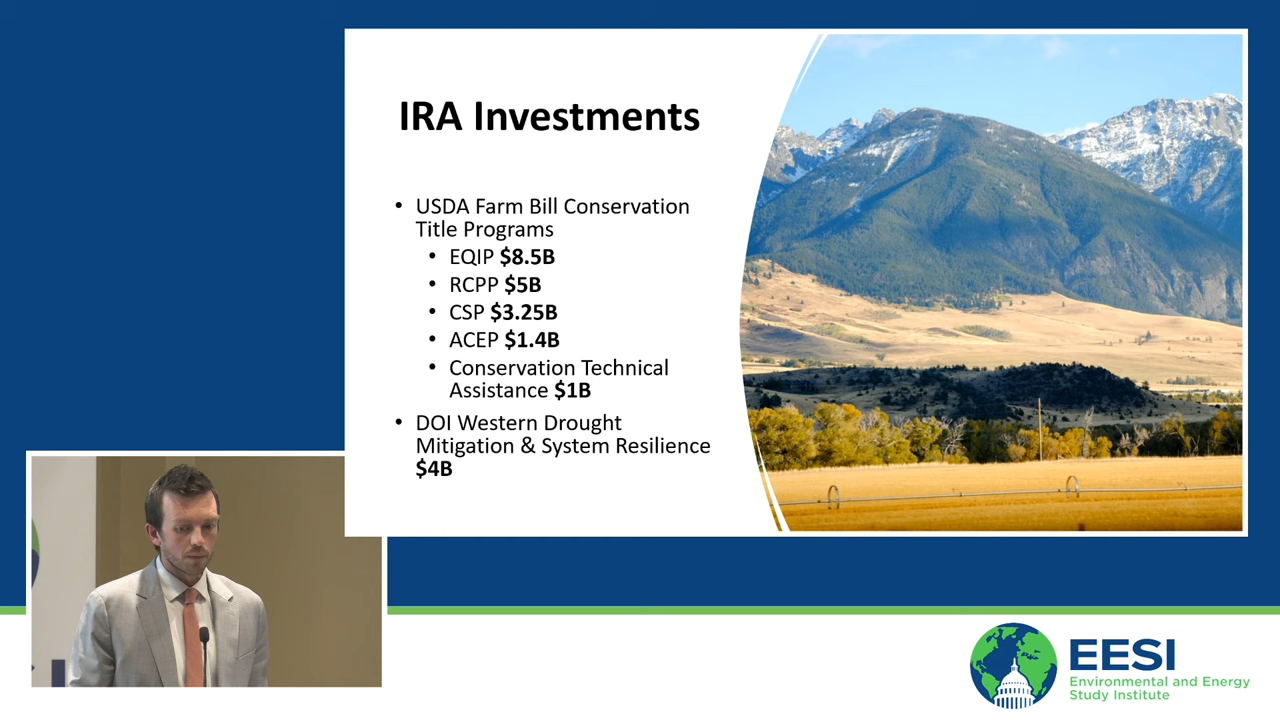 IRA Investments
• USDA Farm Bill Conservation
Title Programs
• EQIP $8.5B
• RCPP $5B
• CSP $3.25B
• ACEP $1.4B
• Conservation Technical
Assistance $1B
• DOI Western Drought
Mitigation & System Resilience
$4B
EESI
Environmental and Energy
Study Institute